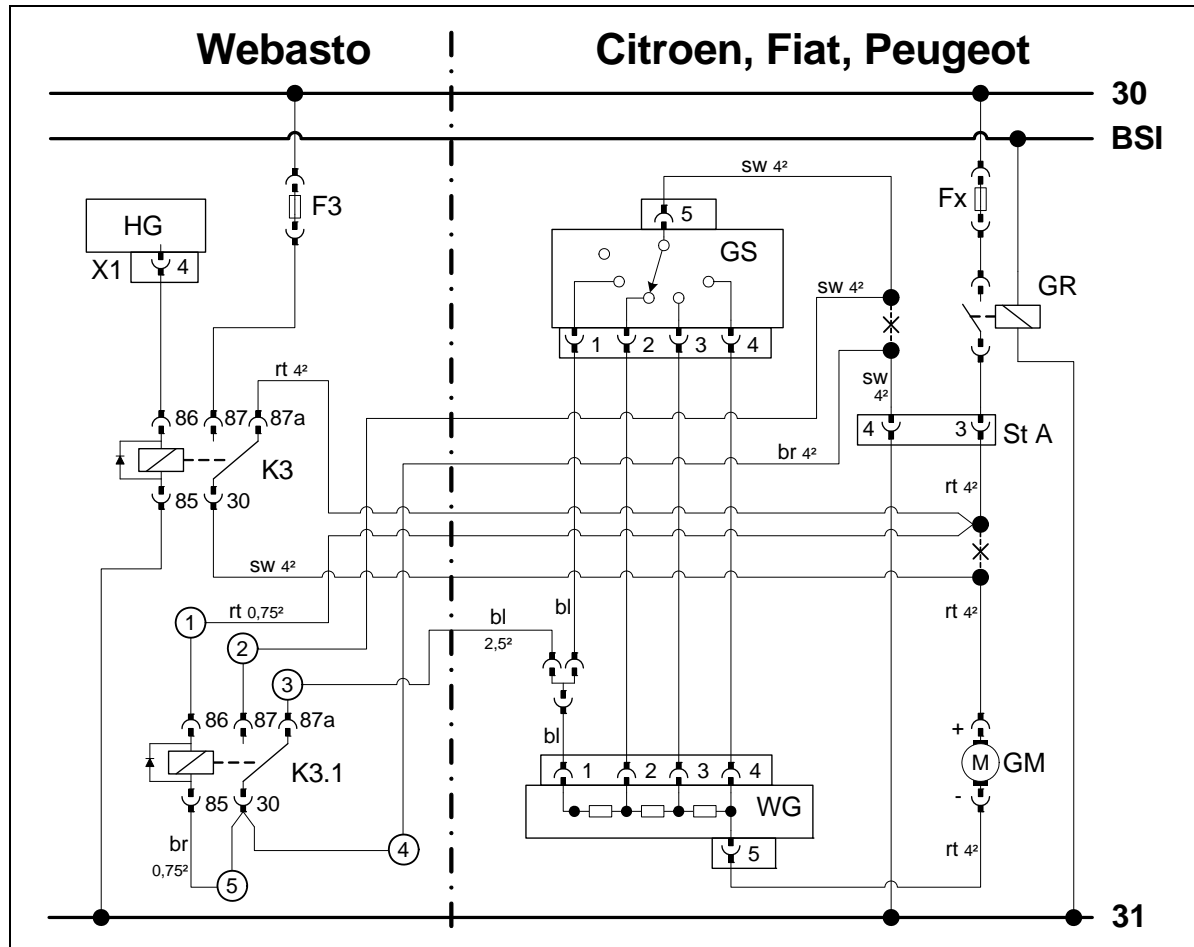 Webasto
Citroen, Fiat, Peugeot
30
BSI
sw 4²
F3
Fx
HG
5
GS
X1
4
sw 4²
GR
1 2 3 4
rt 4²
sw
4²
86 87 87a
4 3 St A
br 4²
K3
85 30
rt 4²
sw 4²
rt 0,75²
1
bl
bl
rt 4²
2
2,5²
3
86 87 87a
bl
+
K3.1
1 2 3 4
M GM
85 30
WG
-
br
4
5
rt 4²
0,75²
5
31